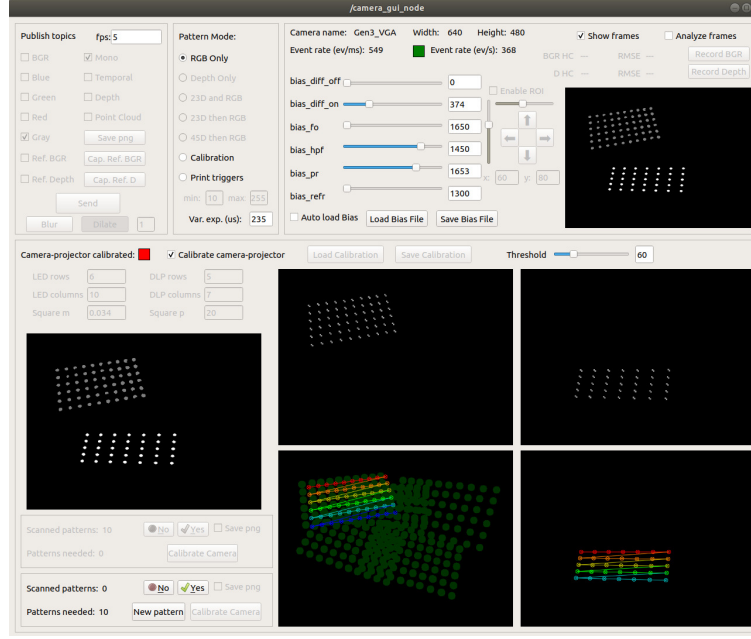 /camera_gui_node
Publish topics fps: 5
BGR Mono
Blue Temporal
Green Depth
Red Point Cloud
Gray Save png
Ref. BGR Cap. Ref. BGR
Ref. Depth Cap. Ref. D
Send
Blur Dilate 1
Pattern Mode:
RGB Only
Depth Only
23D and RGB
23D then RGB
45D then RGB
Calibration
Print triggers
min: 10 max 255
Var. exp. (us): 235
Camera name: Gen3_VGA Width: 640 Height: 480
Event rate (ev/ms): 549 Event rate (ev/s): 368
Show frames Analyze frames
BGR HC — RMSE — Record BGR
D HC — RMSE — Record Depth
bias_diff_off 0
bias_diff_on 374
bias_fo 1650
bias_hpf 1450
bias_pr 1653
bias_refr 1300
Enable ROI
x: 60 y: 80
Auto load Bias Load Bias File Save Bias File
Camera-projector calibrated: Calibrate camera-projector Load Calibration Save Calibration Threshold 60
LED rows 6 DLP rows 5
LED columns 10 DLP columns 7
Square m 0.034 Square p 20
Scanned patterns: 10 No Yes Save png
Patterns needed: 0 Calibrate Camera
Scanned patterns: 0 No Yes Save png
Patterns needed: 10 New pattern Calibrate Camera